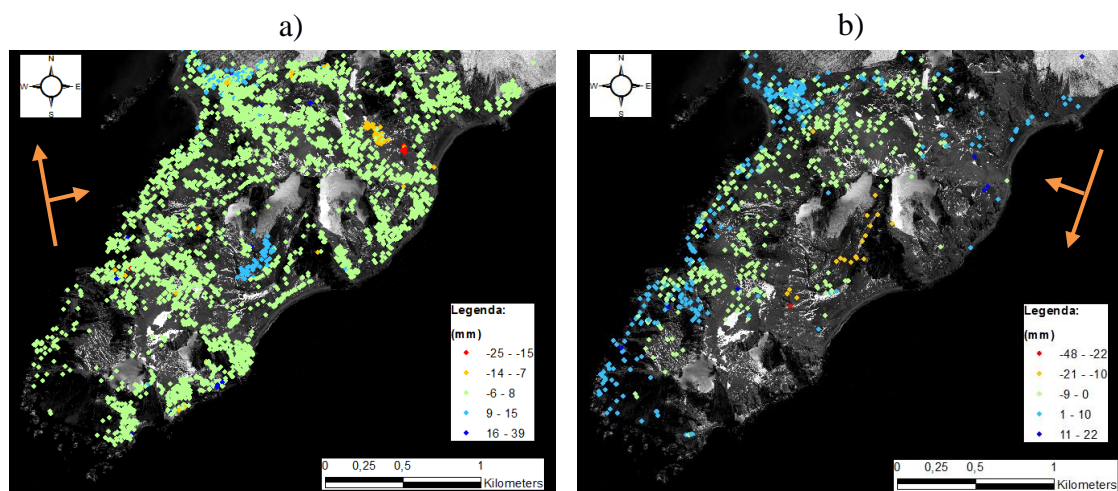 a)
b)
N
W E
S
Legenda:
(mm)
-25 - -15
-14 - -7
-6 - 8
9 - 15
16 - 39
0 0,25 0,5 1
Kilometers
N
W E
S
Legenda:
(mm)
-48 - -22
-21 - -10
-9 - 0
1 - 10
11 - 22
0 0,25 0,5 1
Kilometers